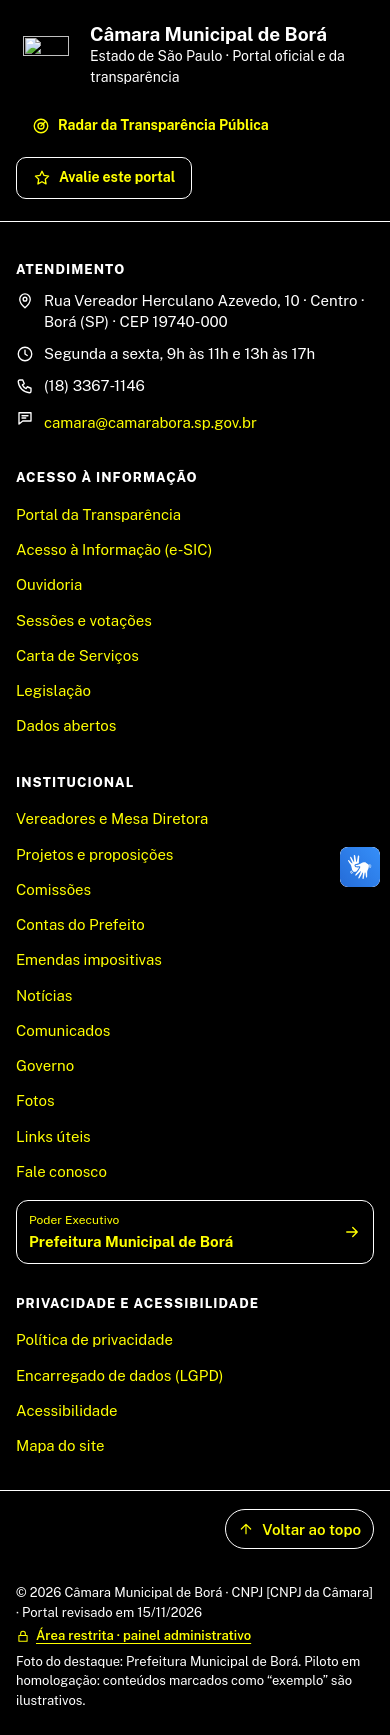 Câmara Municipal de Borá
Estado de São Paulo · Portal oficial e da
transparência
Radar da Transparência Pública
Avalie este portal
ATENDIMENTO
Rua Vereador Herculano Azevedo, 10 · Centro ·
Borá (SP) · CEP 19740-000
Segunda a sexta, 9h às 11h e 13h às 17h
(18) 3367-1146
camara@camarabora.sp.gov.br
ACESSO À INFORMAÇÃO
Portal da Transparência
Acesso à Informação (e-SIC)
Ouvidoria
Sessões e votações
Carta de Serviços
Legislação
Dados abertos
INSTITUCIONAL
Vereadores e Mesa Diretora
Projetos e proposições
Comissões
Contas do Prefeito
Emendas impositivas
Notícias
Comunicados
Governo
Fotos
Links úteis
Fale conosco
Poder Executivo
Prefeitura Municipal de Borá
PRIVACIDADE E ACESSIBILIDADE
Política de privacidade
Encarregado de dados (LGPD)
Acessibilidade
Mapa do site
Voltar ao topo
© 2026 Câmara Municipal de Borá · CNPJ [CNPJ da Câmara]
· Portal revisado em 15/11/2026
Área restrita · painel administrativo
Foto do destaque: Prefeitura Municipal de Borá. Piloto em
homologação: conteúdos marcados como “exemplo” são
ilustrativos.